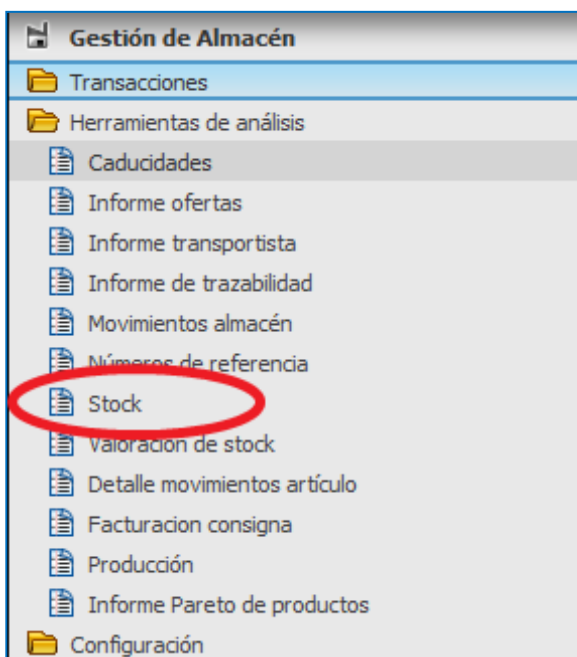 Gestión de Almacén
Transacciones
Herramientas de análisis
Caducidades
Informe ofertas
Informe transportista
Informe de trazabilidad
Movimientos almacén
Números de referencia
Stock
Valoración de stock
Detalle movimientos artículo
Facturacion consigna
Producción
Informe Pareto de productos
Configuración